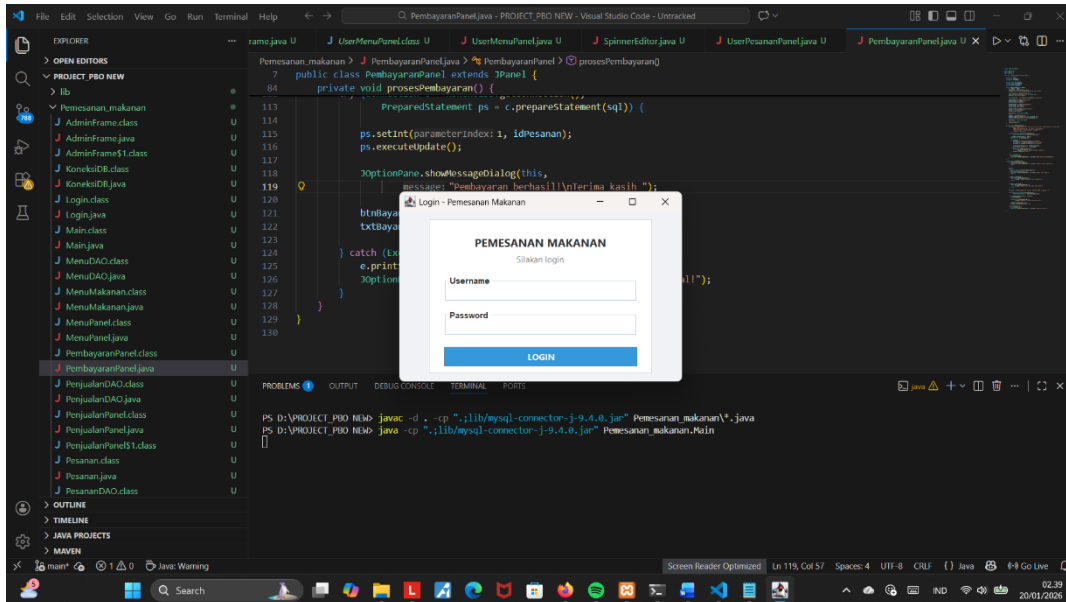 File Edit Selection View Go Run Terminal Help
PembayaranPanel.java - PROJECT_PBO NEW - Visual Studio Code - Untracked
EXPLORER
OPEN EDITORS
PROJECT_PBO NEW
lib
Pemesanan_makanan
J AdminFrame.class U
J AdminFrame.java U
J AdminFrame$1.class U
J KoneksiDB.class U
J KoneksiDB.java U
J Login.class U
J Login.java U
J Main.class U
J Main.java U
J MenuDAO.class U
J MenuDAO.java U
J MenuMakanan.class U
J MenuMakanan.java U
J MenuPanel.class U
J MenuPanel.java U
J PembayaranPanel.class U
J PembayaranPanel.java U
J PenjualanDAO.class U
J PenjualanDAO.java U
J PenjualanPanel.class U
J PenjualanPanel.java U
J PenjualanPanel$1.class U
J Pesanan.class U
J Pesanan.java U
J PesananDAO.class U
OUTLINE
TIMELINE
JAVA PROJECTS
MAVEN
rame.java U J UserMenuPanel.class U J UserMenuPanel.java U J SpinnerEditor.java U J UserPesananPanel.java U J PembayaranPanel.java U
Pemesanan_makanan > J PembayaranPanel.java > PembayaranPanel > prosesPembayaran()
7 public class PembayaranPanel extends JPanel {
84 private void prosesPembayaran() {
113 PreparedStatement ps = c.prepareStatement(sql)) {
114
115 ps.setInt(parameterIndex: 1, idPesanan);
116 ps.executeUpdate();
117
118 JOptionPane.showMessageDialog(this,
119 message: "Pembayaran berhasil!\nTerima kasih ");
120
121 btnBaya
122 txtBaya
123
124 } catch (Ex
125 e.print
126 JOption al!");
127 }
128 }
129 }
130
Login - Pemesanan Makanan
PEMESANAN MAKANAN
Silakan login
Username
Password
LOGIN
PROBLEMS 1 OUTPUT DEBUG CONSOLE TERMINAL PORTS
java
PS D:\PROJECT_PBO NEW> javac -d . -cp ".;lib/mysql-connector-j-9.4.0.jar" Pemesanan_makanan\*.java
PS D:\PROJECT_PBO NEW> java -cp ".;lib/mysql-connector-j-9.4.0.jar" Pemesanan_makanan.Main
main* 1 0 Java: Warning
Screen Reader Optimized Ln 119, Col 57 Spaces: 4 UTF-8 CRLF {} Java Go Live
5 Search
IND
02.39
20/01/2026